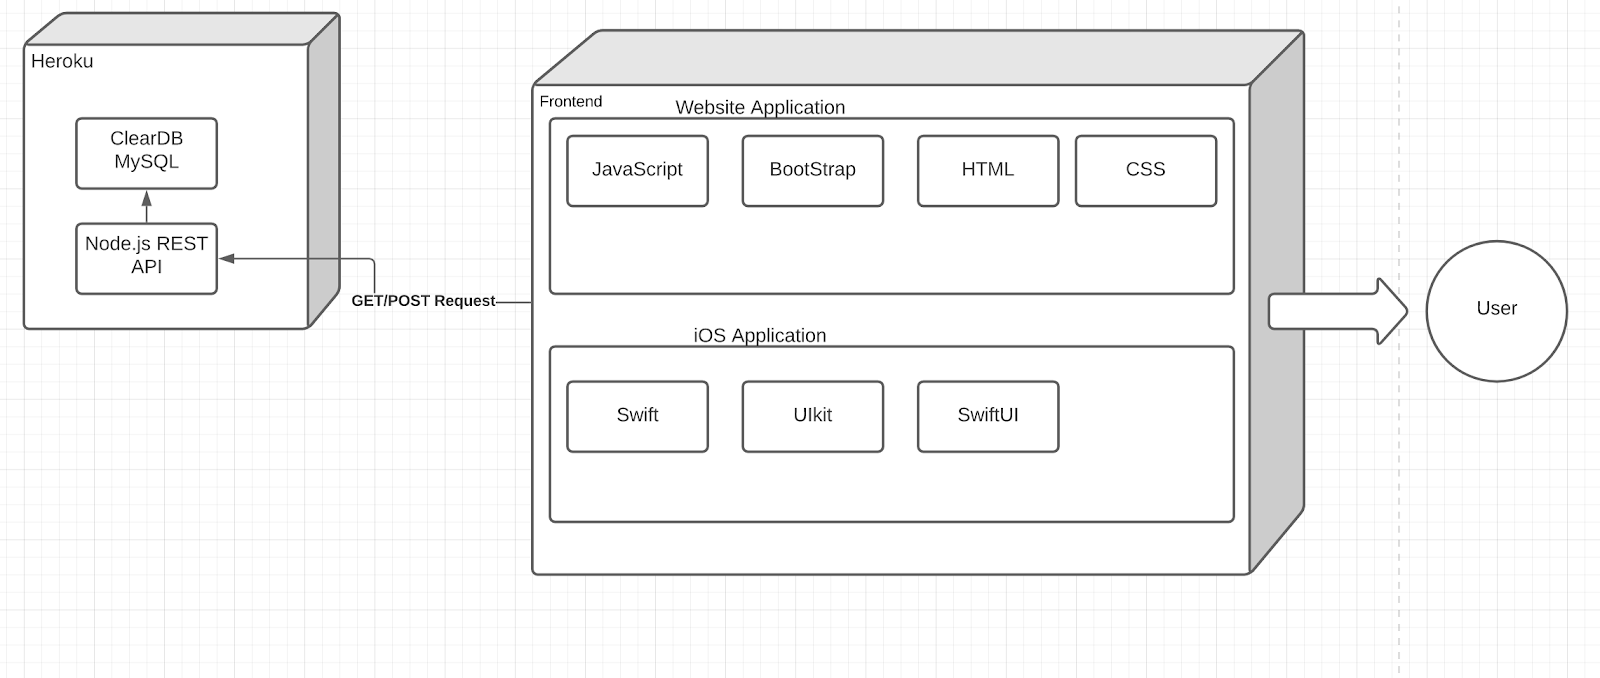 Heroku
ClearDB
MySQL
Node.js REST
API
GET/POST Request
Frontend
Website Application
JavaScript
BootStrap
HTML
CSS
iOS Application
Swift
UIkit
SwiftUI
User